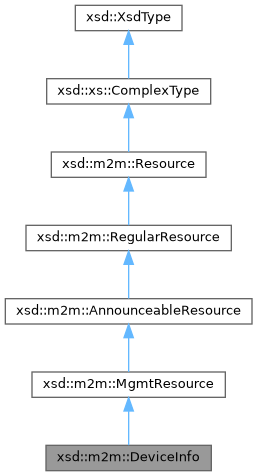 xsd::XsdType
xsd::xs::ComplexType
xsd::m2m::Resource
xsd::m2m::RegularResource
xsd::m2m::AnnounceableResource
xsd::m2m::MgmtResource
xsd::m2m::DeviceInfo